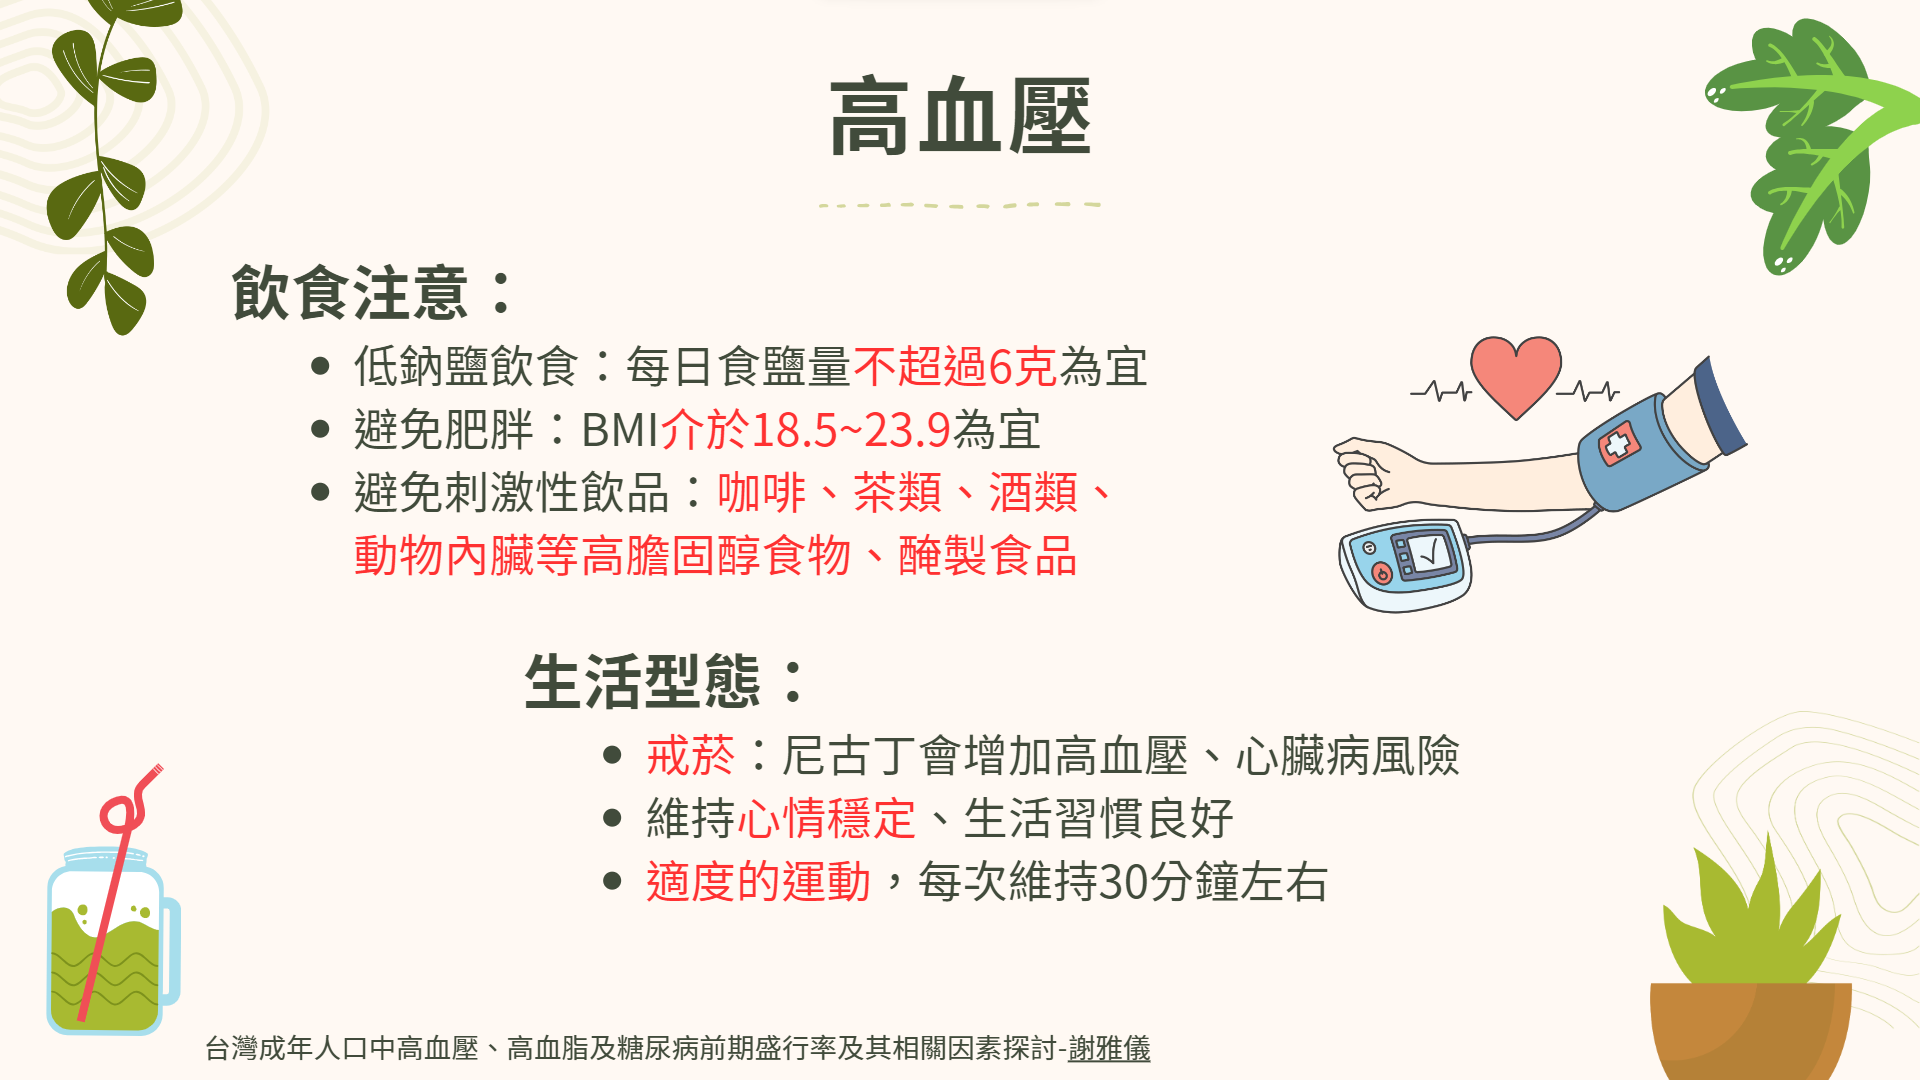 高血壓
飲食注意：
低鈉鹽飲食：每日食鹽量不超過6克為宜
避免肥胖：BMI介於18.5~23.9為宜
避免刺激性飲品：咖啡、茶類、酒類、
動物內臟等高膽固醇食物、醃製食品
生活型態：
戒菸：尼古丁會增加高血壓、心臟病風險
維持心情穩定、生活習慣良好
適度的運動，每次維持30分鐘左右
台灣成年人口中高血壓、高血脂及糖尿病前期盛行率及其相關因素探討-謝雅儀